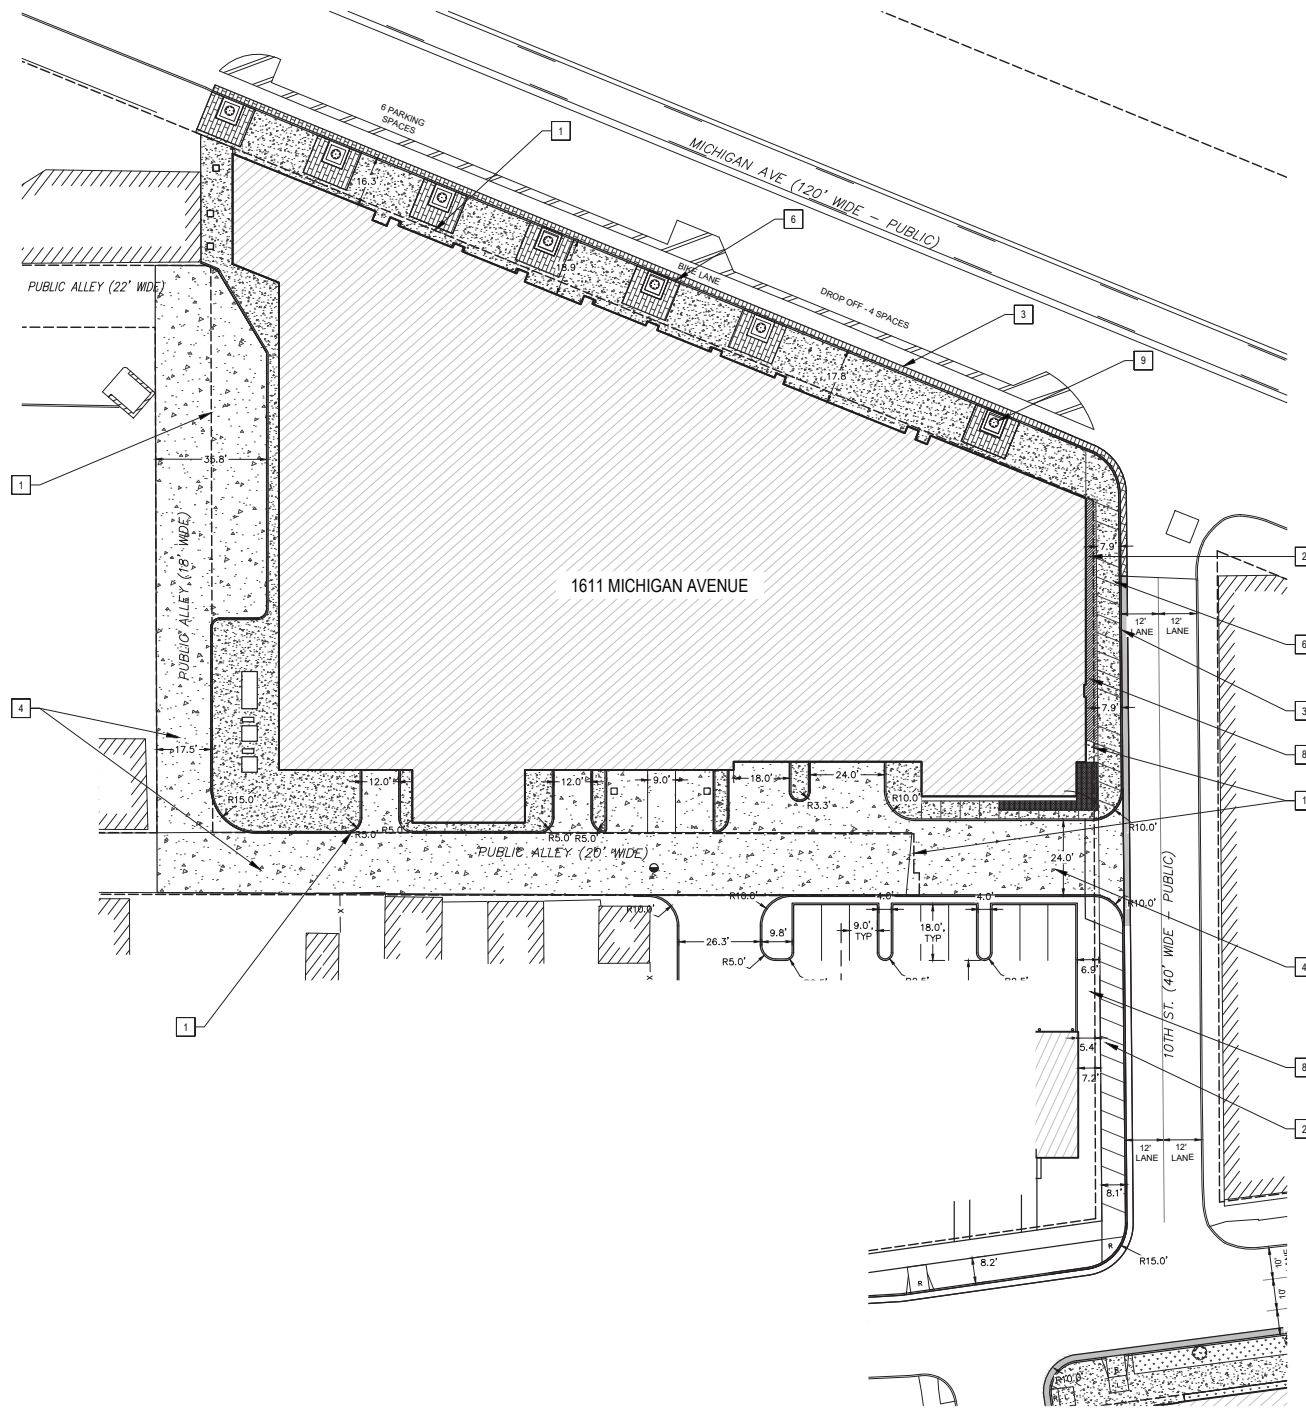 6 PARKING
SPACES
1
MICHIGAN AVE (120' WIDE - PUBLIC)
16.3'
6
18.9'
BIKE LANE
PUBLIC ALLEY (22' WIDE)
DROP OFF - 4 SPACES
3
9
17.8'
35.8'
1
PUBLIC ALLEY (18' WIDE)
7.9'
2
1611 MICHIGAN AVENUE
12'
LANE
12'
LANE
6
4
7.9'
3
17.5'
8
12.0'
12.0'
9.0'
18.0'
24.0'
1
R15.0'
R3.3'
R10.0'
R5.0'
R5.0'
R5.0'
R5.0'
R10.0'
PUBLIC ALLEY (20' WIDE)
24.0'
10TH ST. (40' WIDE - PUBLIC)
R10.0'
R10.0'
4.0'
R10.0'
9.0',
TYP
18.0',
TYP
26.3'
9.8'
R5.0'
6.9'
4
1
5.4'
8
7.2'
2
12'
LANE
12'
LANE
8.1'
R
R15.0'
8.2'
R
10'
10'
R10.0'
R